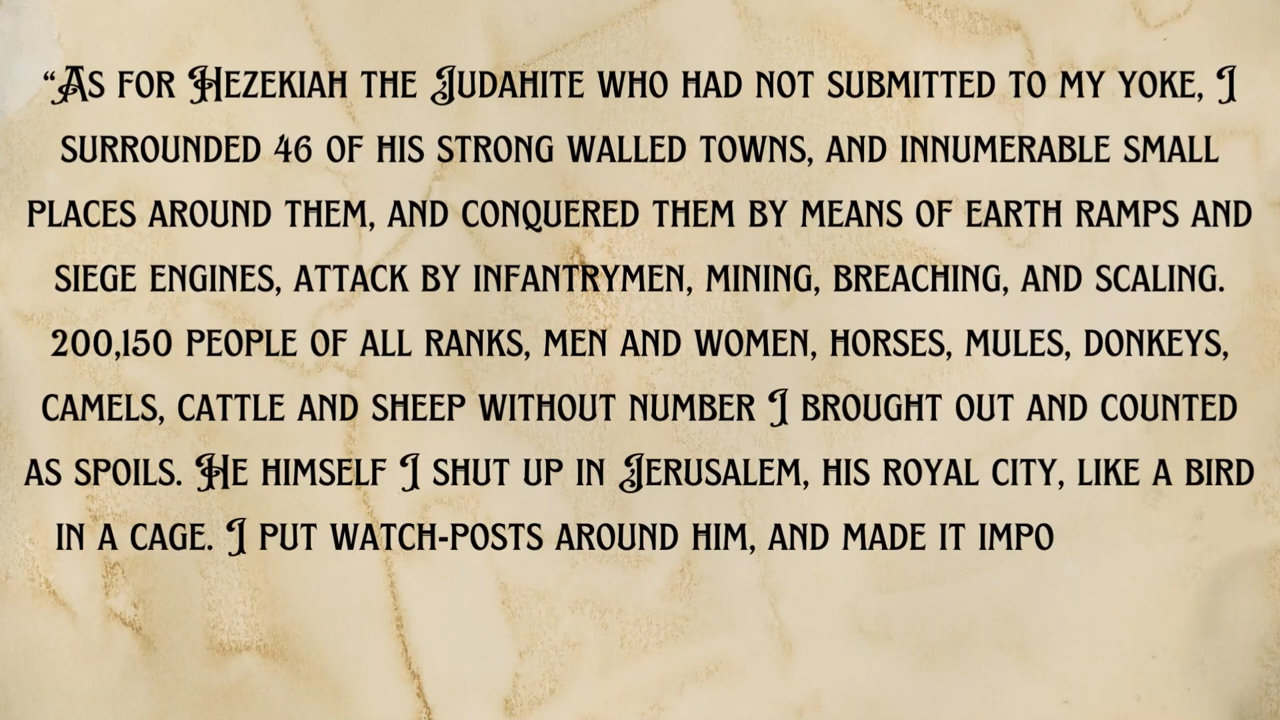 “As for Hezekiah the Judahite who had not submitted to my yoke, I
surrounded 46 of his strong walled towns, and innumerable small
places around them, and conquered them by means of earth ramps and
siege engines, attack by infantrymen, mining, breaching, and scaling.
200,150 people of all ranks, men and women, horses, mules, donkeys,
camels, cattle and sheep without number I brought out and counted
as spoils. He himself I shut up in Jerusalem, his royal city, like a bird
in a cage. I put watch-posts around him, and made it impo